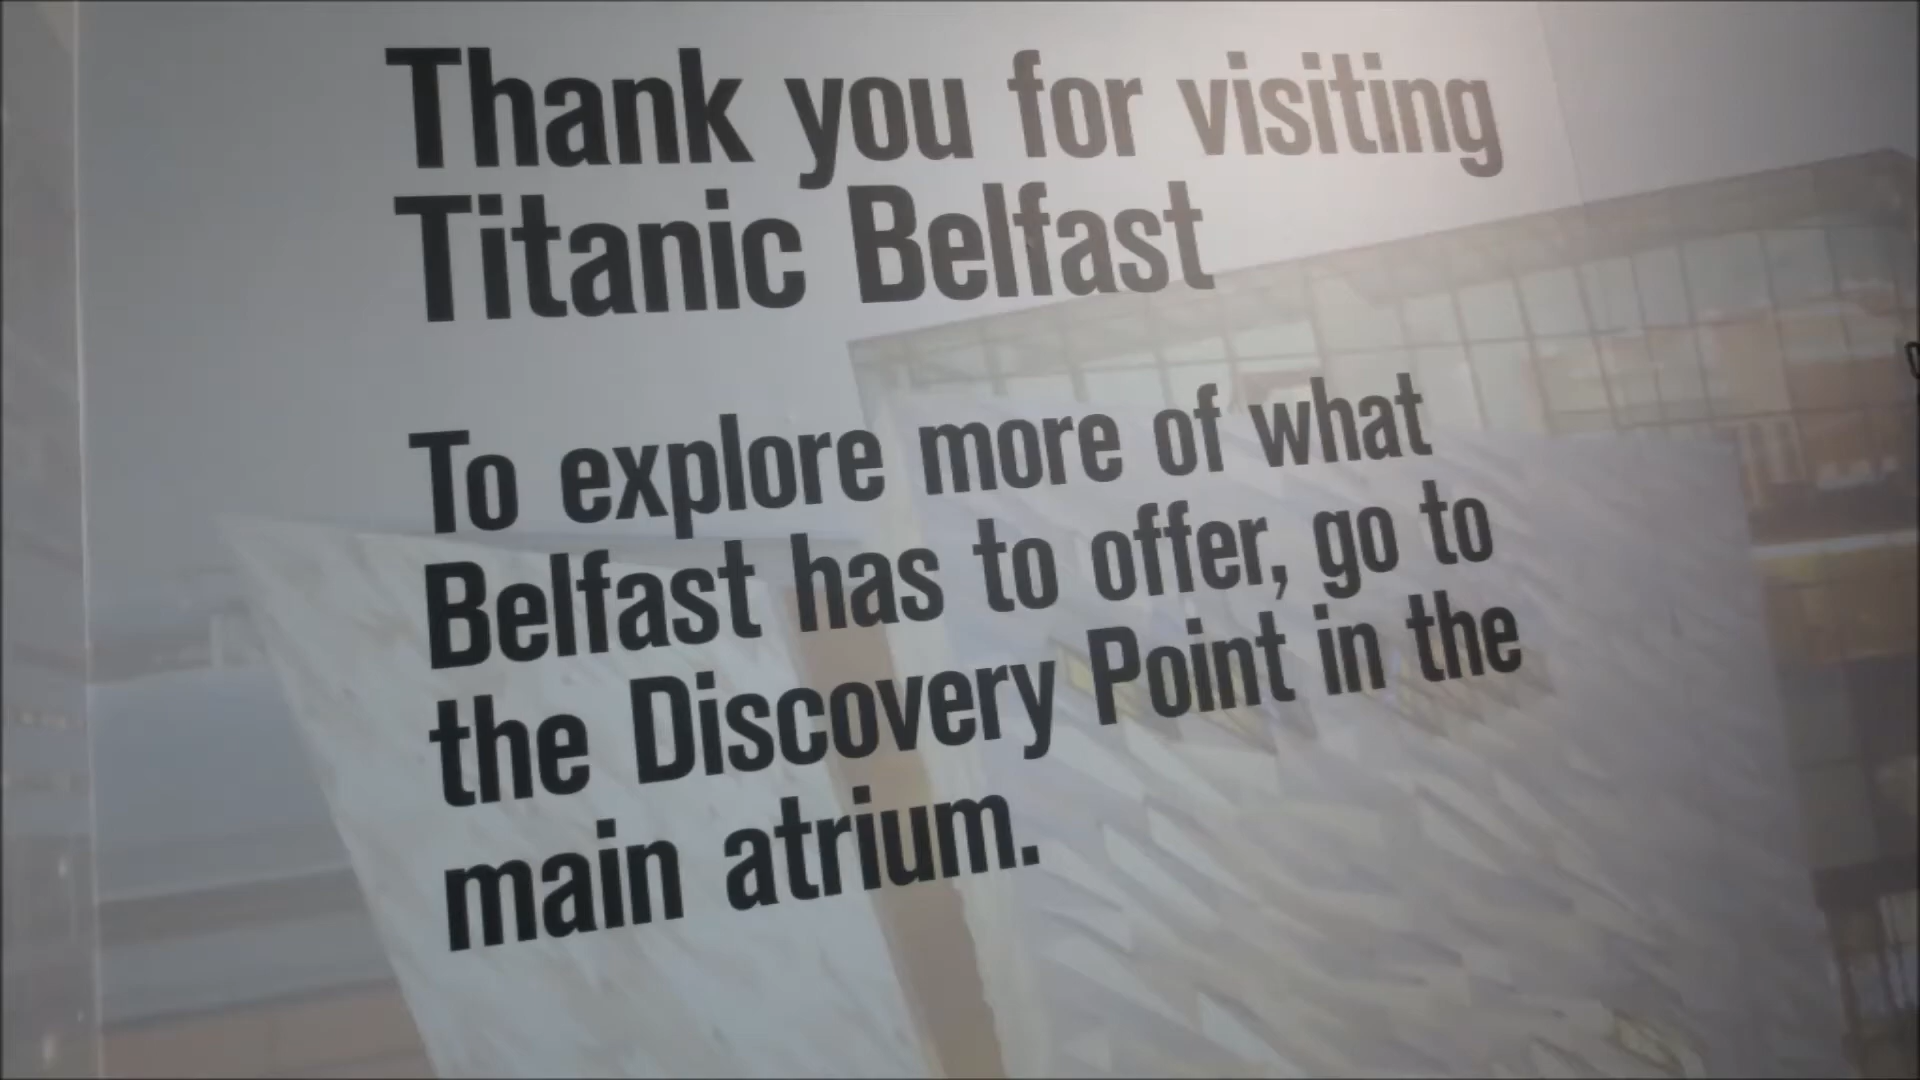 Thank you for visiting
Titanic Belfast
To explore more of what
Belfast has to offer, go to
the Discovery Point in the
main atrium.